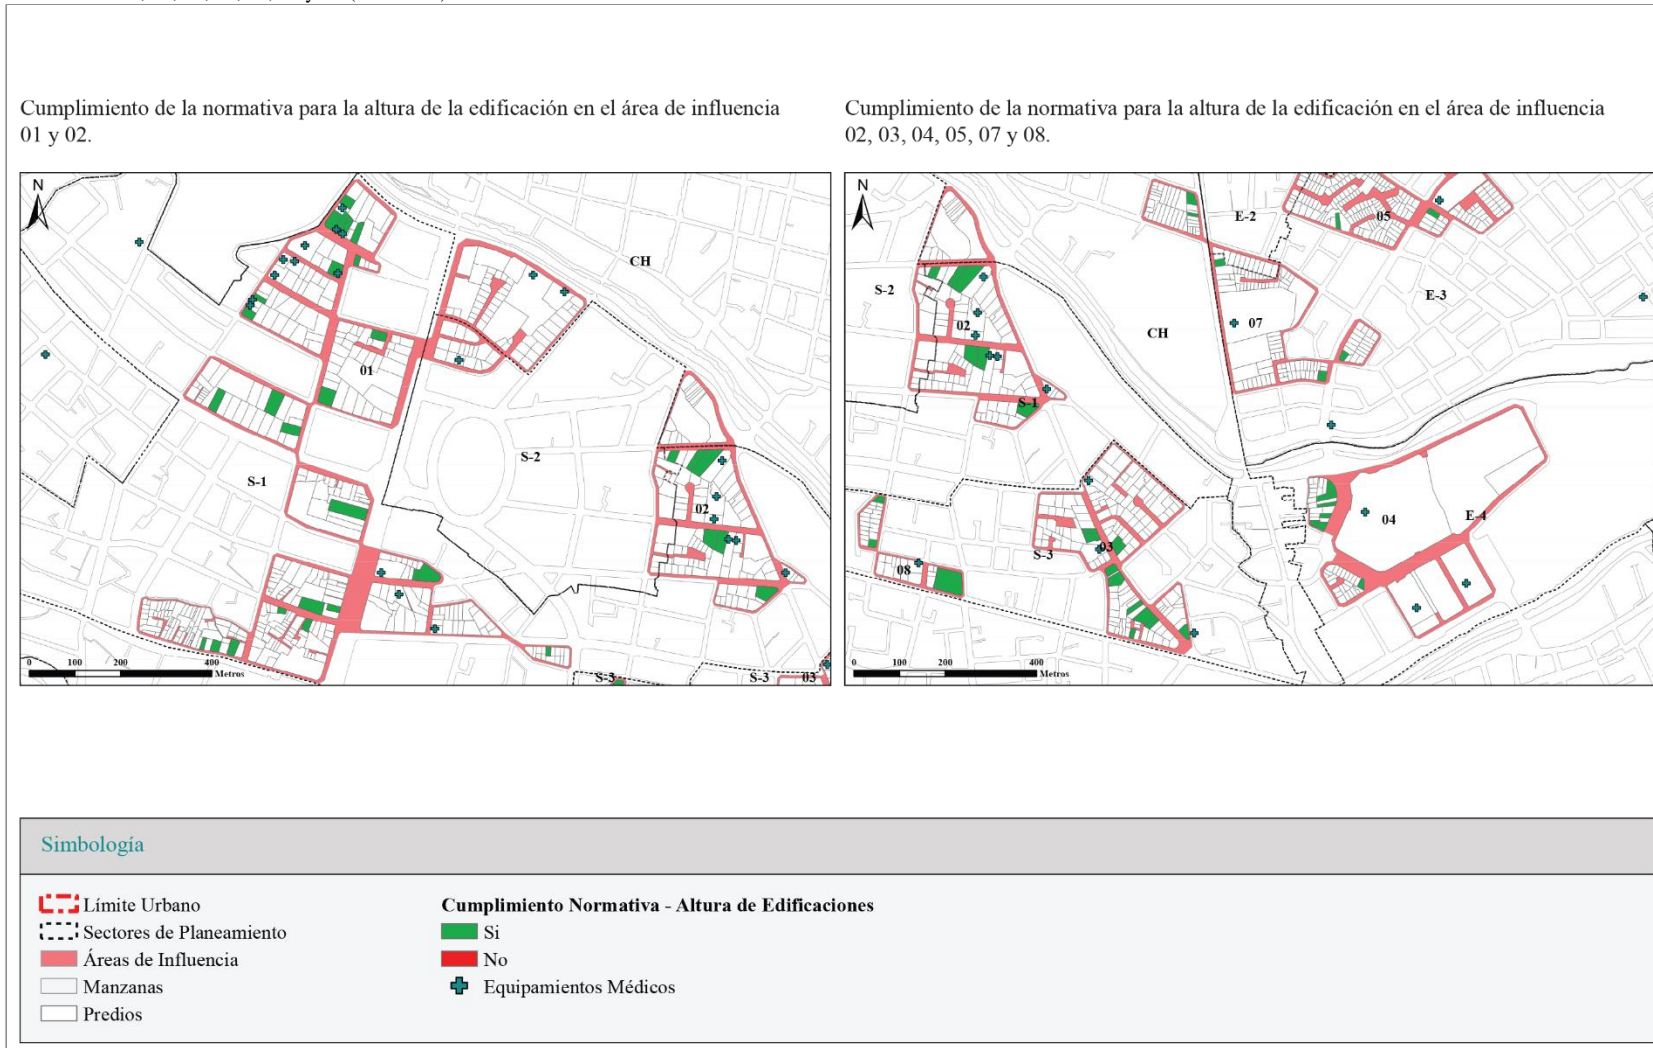 Cumplimiento de la normativa para la altura de la edificación en el área de influencia
01 y 02.
N
CH
01
S-2
S-1
02
0 100 200 400
Metros
S-3
S-3
03
Cumplimiento de la normativa para la altura de la edificación en el área de influencia
02, 03, 04, 05, 07 y 08.
N
E-2
05
S-2
E-3
CH
02
07
S-1
04
E-4
03
S-3
08
0 100 200 400
Metros
Simbología
Límite Urbano
Sectores de Planeamiento
Áreas de Influencia
Manzanas
Predios
Cumplimiento Normativa - Altura de Edificaciones
Si
No
Equipamientos Médicos